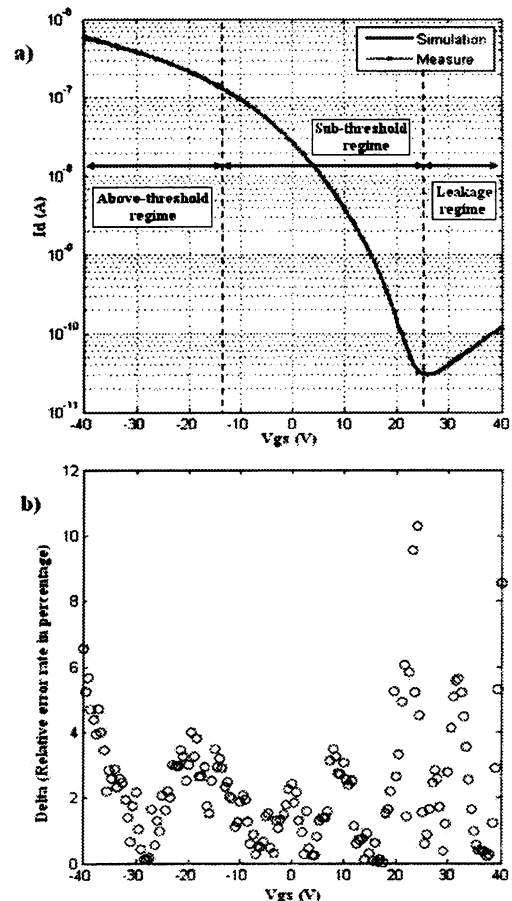 a)
10^-6
10^-7
10^-8
10^-9
10^-10
10^-11
Id (A)
Simulation
Measure
Sub-threshold
regime
Above-threshold
regime
Leakage
regime
-40 -30 -20 -10 0 10 20 30 40
Vgs (V)
b)
12
10
8
6
4
2
0
Delta (Relative error rate in percentage)
-40 -30 -20 -10 0 10 20 30 40
Vgs (V)